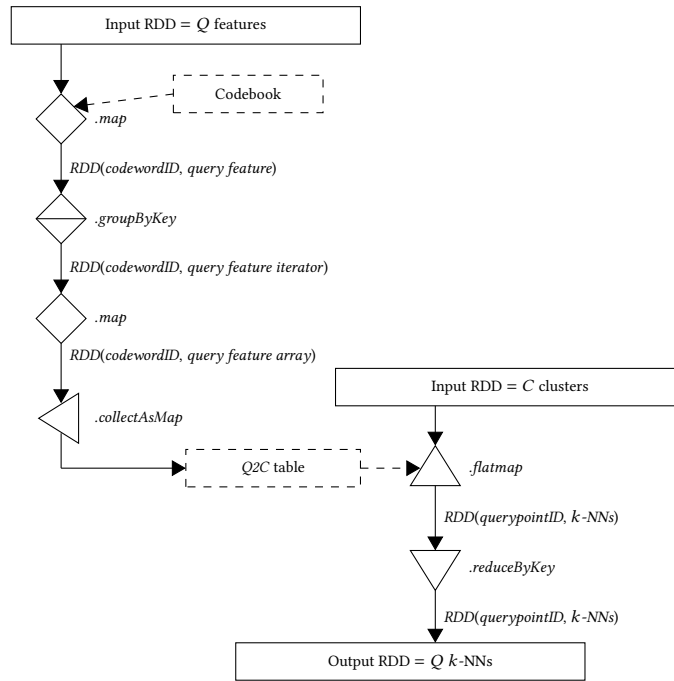 Input RDD = Q features
Codebook
.map
RDD(codewordID, query feature)
.groupByKey
RDD(codewordID, query feature iterator)
.map
RDD(codewordID, query feature array)
Input RDD = C clusters
.collectAsMap
Q2C table
.flatmap
RDD(querypointID, k-NNs)
.reduceByKey
RDD(querypointID, k-NNs)
Output RDD = Q k-NNs